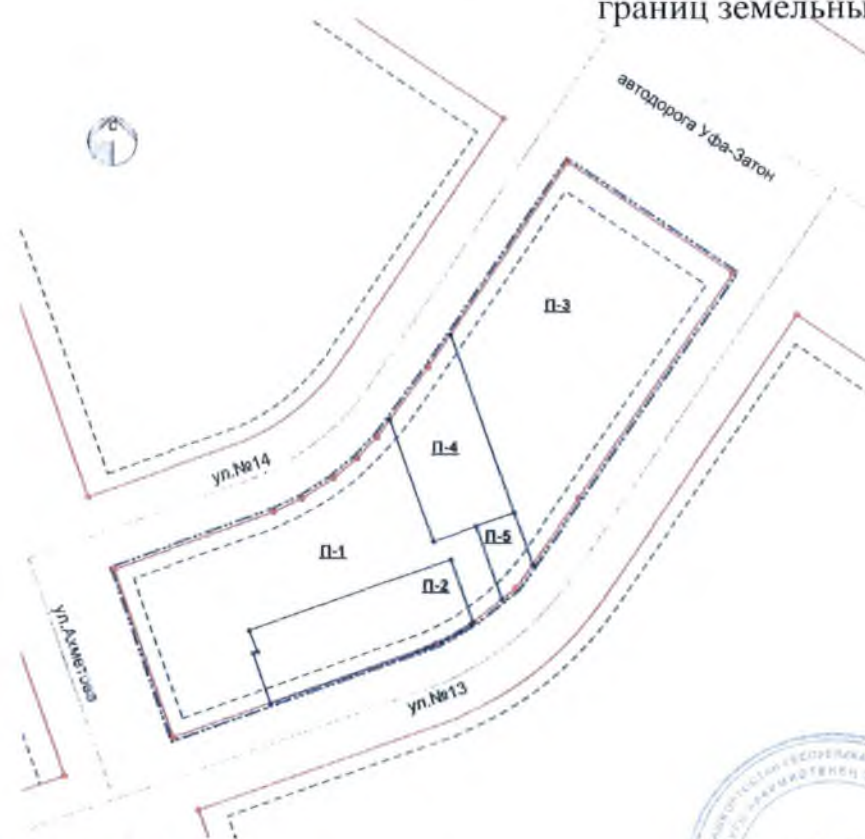 границ земельны
автодорога Уфа-Затон
С
П-3
П-4
ул.№14
П-5
П-1
П-2
ул.Ахметова
ул.№13